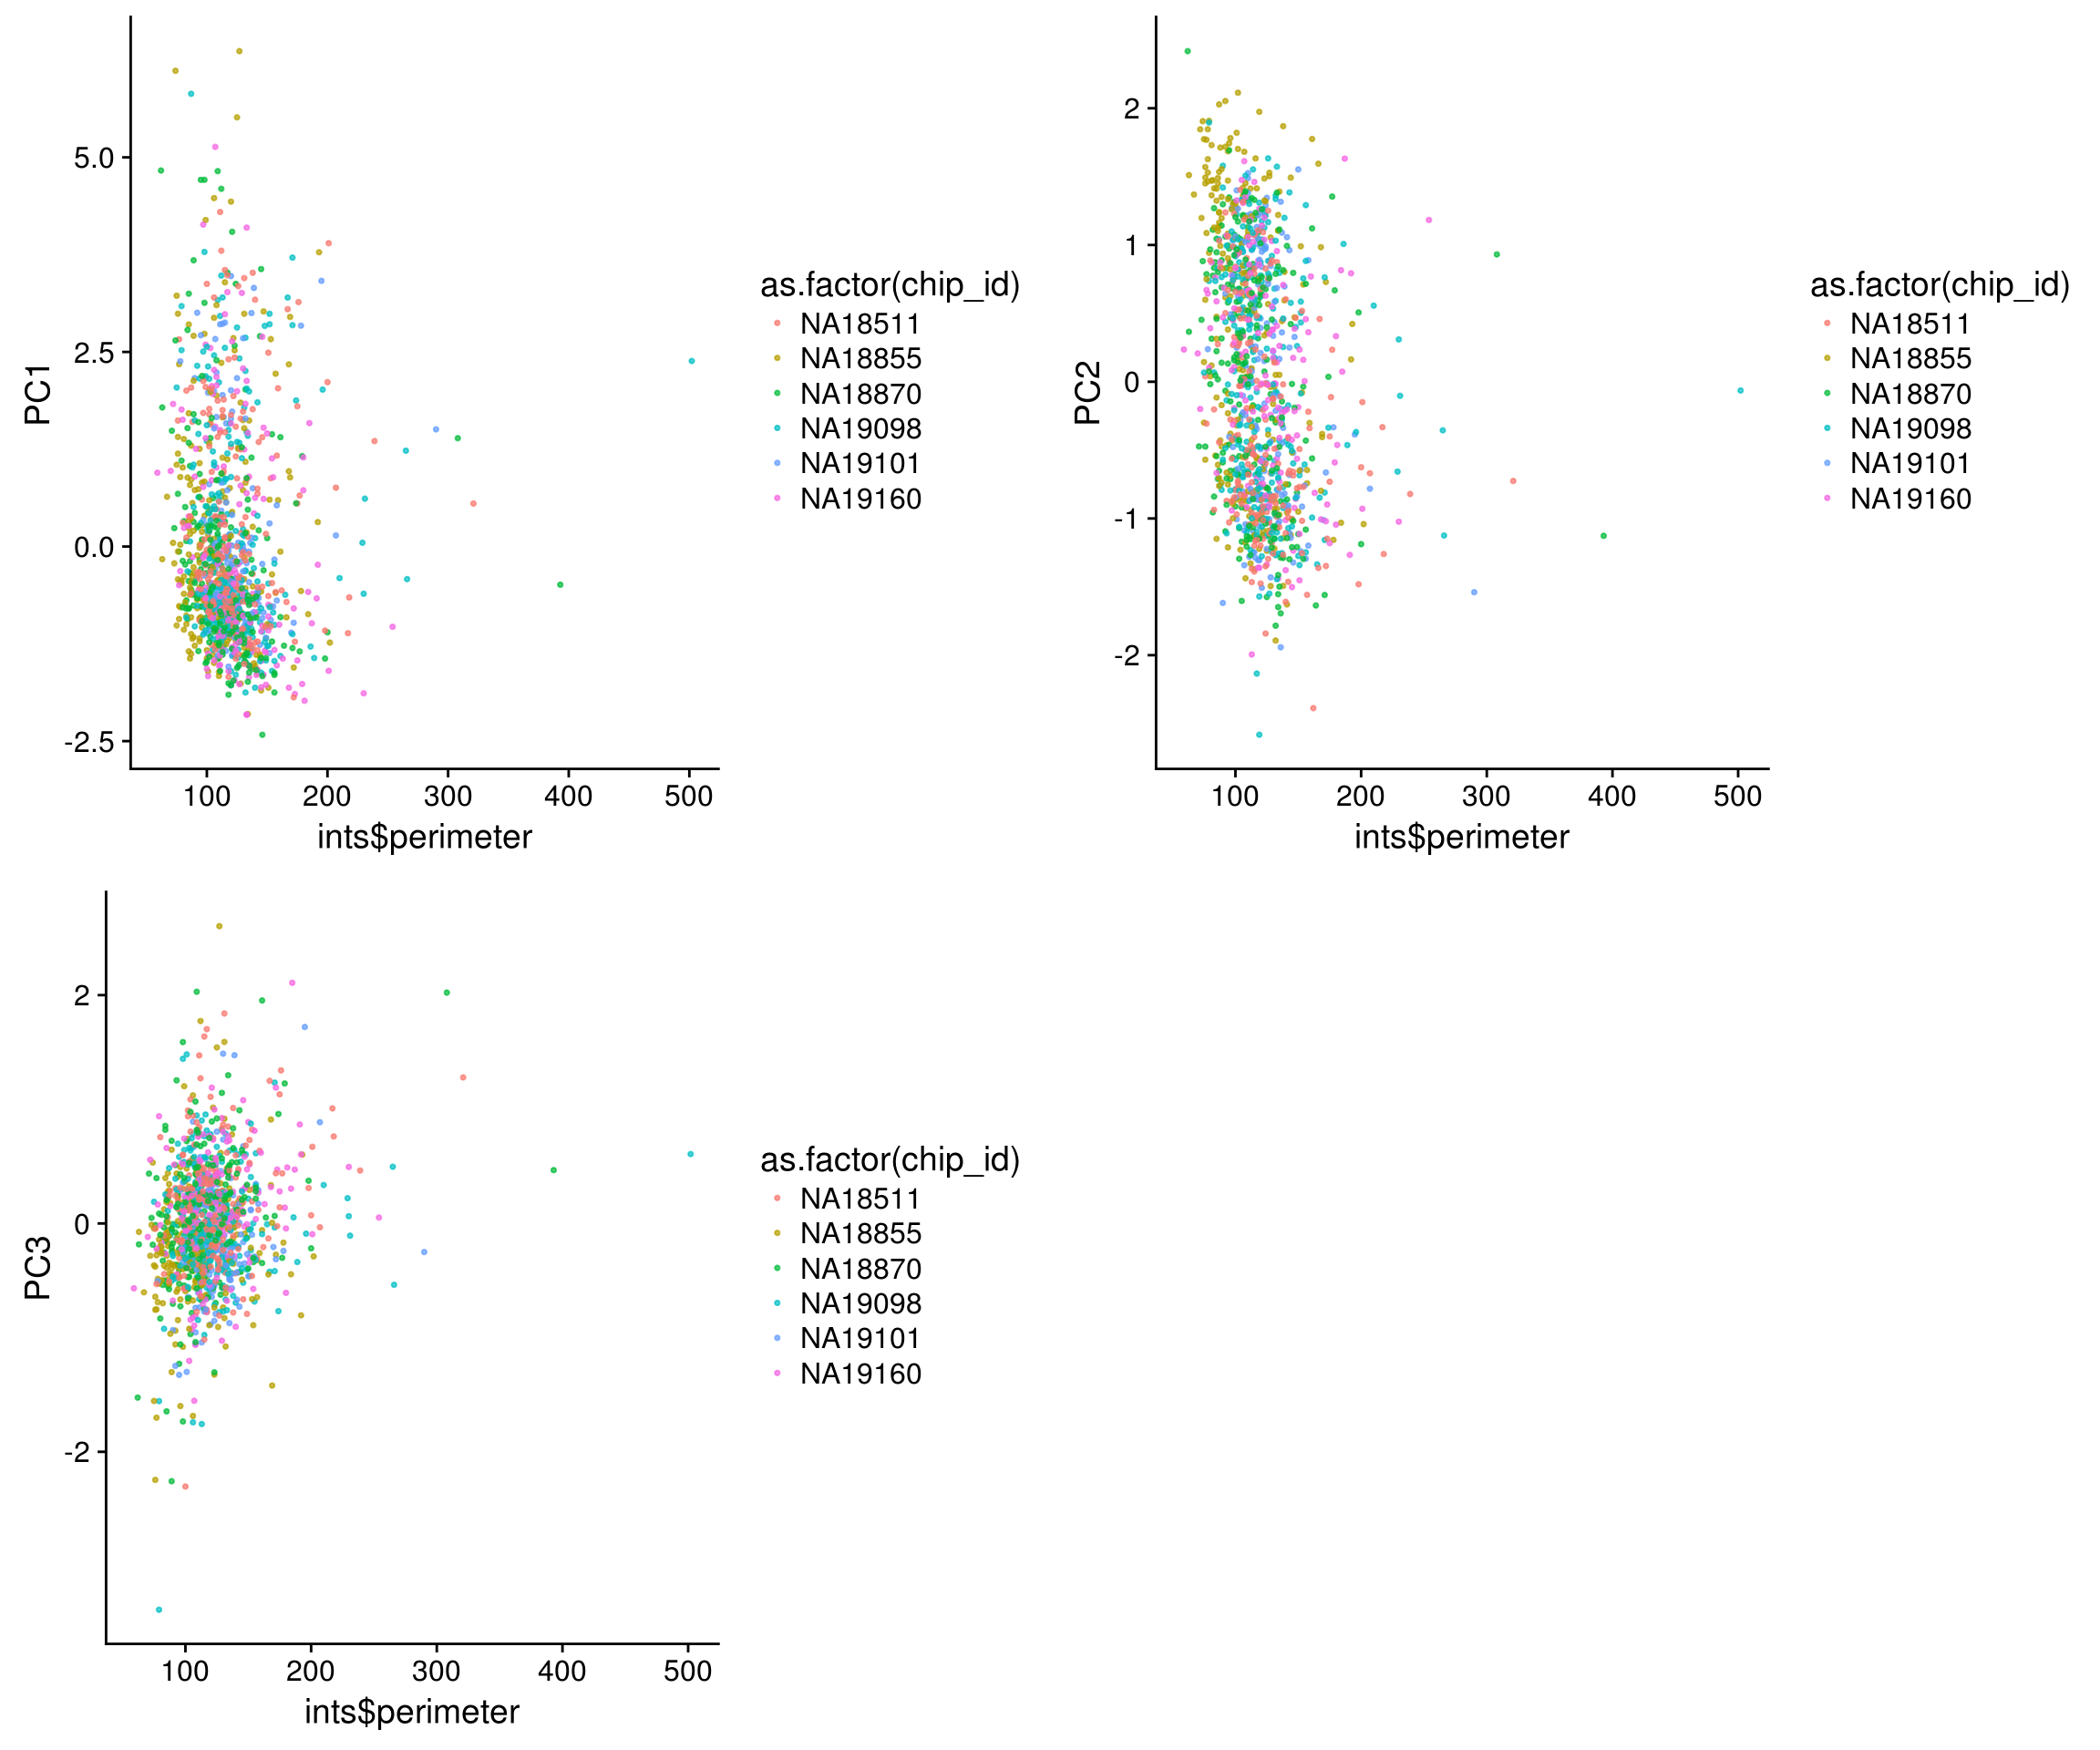 PC1
5.0
2.5
0.0
-2.5
100 200 300 400 500
ints$perimeter
as.factor(chip_id)
NA18511
NA18855
NA18870
NA19098
NA19101
NA19160
PC2
2
1
0
-1
-2
100 200 300 400 500
ints$perimeter
as.factor(chip_id)
NA18511
NA18855
NA18870
NA19098
NA19101
NA19160
PC3
2
0
-2
100 200 300 400 500
ints$perimeter
as.factor(chip_id)
NA18511
NA18855
NA18870
NA19098
NA19101
NA19160